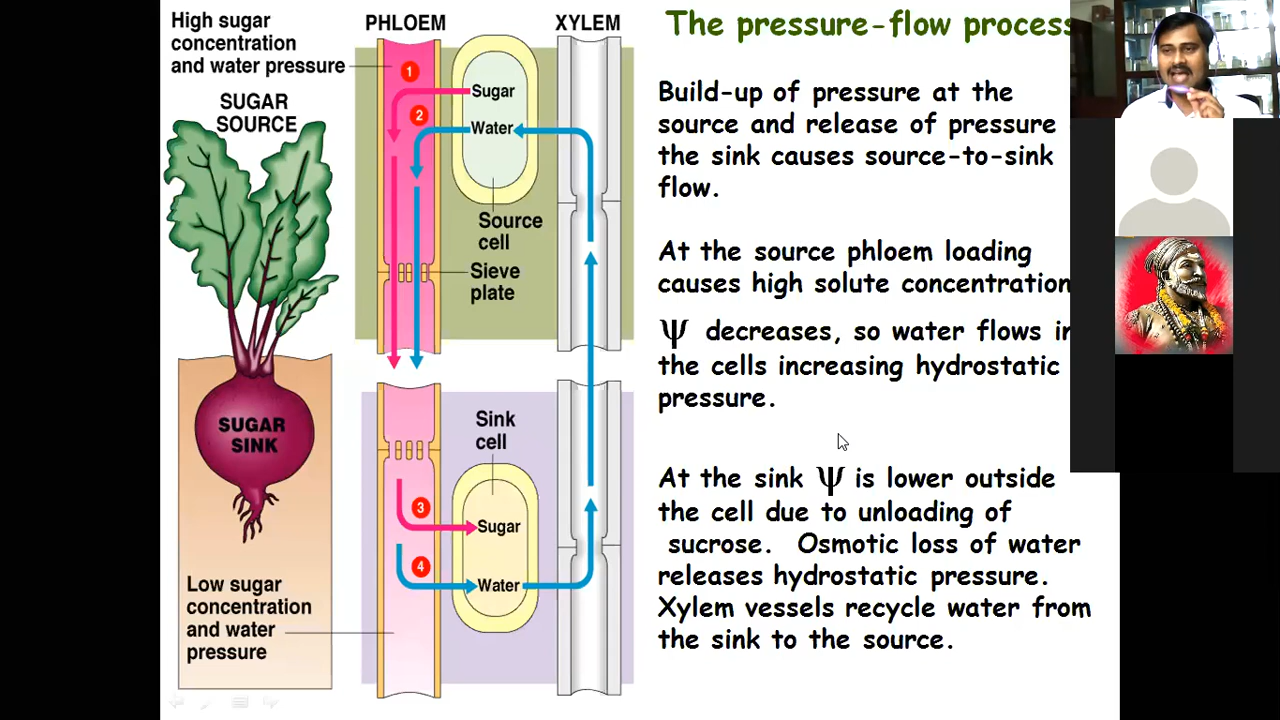 High sugar
concentration
and water pressure
SUGAR
SOURCE
SUGAR
SINK
Low sugar
concentration
and water
pressure
PHLOEM
XYLEM
1
Sugar
2
Water
Source
cell
Sieve
plate
Sink
cell
3
Sugar
4
Water
The pressure-flow process
Build-up of pressure at the
source and release of pressure
the sink causes source-to-sink
flow.
At the source phloem loading
causes high solute concentration
Ψ decreases, so water flows in
the cells increasing hydrostatic
pressure.
At the sink Ψ is lower outside
the cell due to unloading of
sucrose. Osmotic loss of water
releases hydrostatic pressure.
Xylem vessels recycle water from
the sink to the source.